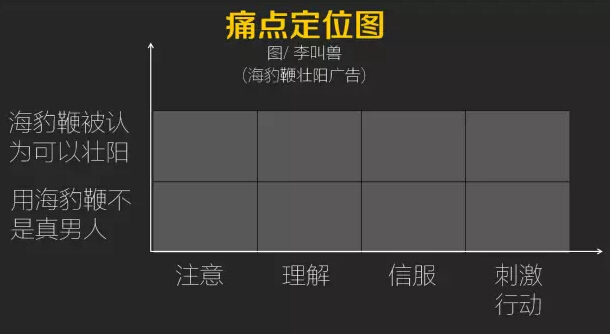 痛点定位图
图/ 李叫兽
(海豹鞭壮阳广告)
海豹鞭被认
为可以壮阳
用海豹鞭不
是真男人
注意
理解
信服
刺激
行动